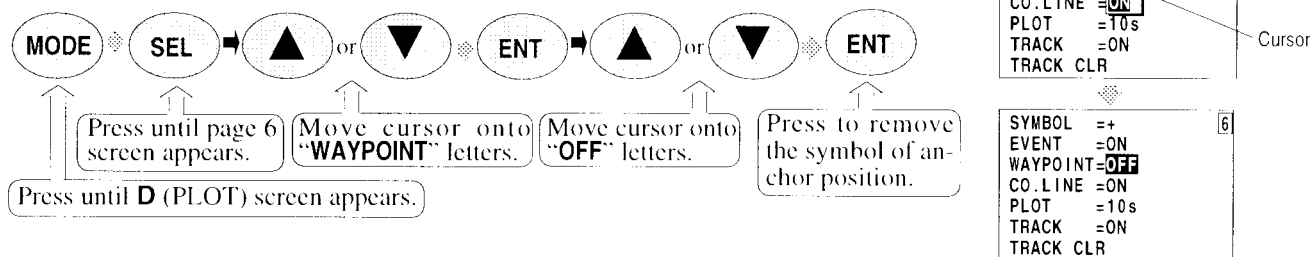 MODE SEL ▲ or ▼ ENT ▲ or ▼ ENT
Press until page 6
screen appears.
Move cursor onto
“WAYPOINT” letters.
Move cursor onto
“OFF” letters.
Press to remove
the symbol of an-
chor position.
Press until D (PLOT) screen appears.
CO.LINE =ON
PLOT =10s
TRACK =ON
TRACK CLR
Cursor
SYMBOL =+ 6
EVENT =ON
WAYPOINT=OFF
CO.LINE =ON
PLOT =10s
TRACK =ON
TRACK CLR